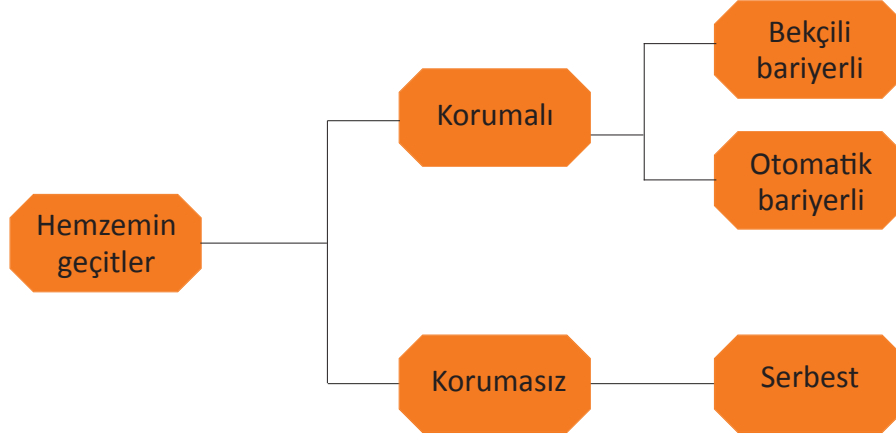 Hemzemin
geçitler
Korumalı
Bekçili
bariyerli
Otomatik
bariyerli
Korumasız
Serbest